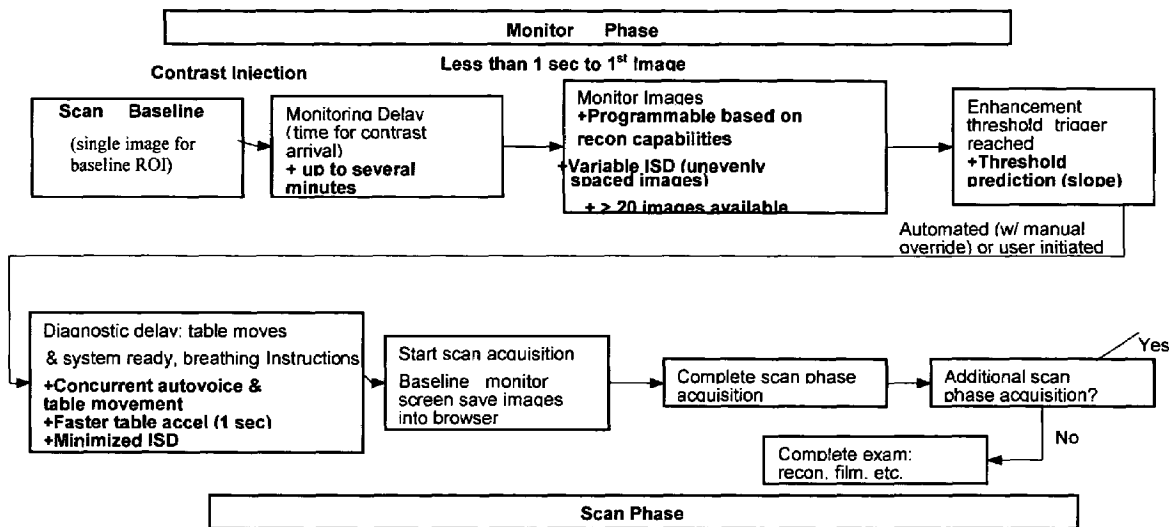 Monitor Phase
Contrast Injection
Less than 1 sec to 1st Image
Scan Baseline
(single image for
baseline ROI)
Monitoring Delay
(time for contrast
arrival)
+ up to several
minutes
Monitor Images
+Programmable based on
recon capabilities
+Variable ISD (unevenly
spaced images)
+ ≥ 20 images available
Enhancement
threshold trigger
reached
+Threshold
prediction (slope)
Automated (w/ manual
override) or user initiated
Diagnostic delay: table moves
& system ready, breathing Instructions
+Concurrent autovoice &
table movement
+Faster table accel (1 sec)
+Minimized ISD
Start scan acquisition
Baseline monitor
screen save images
into browser
Complete scan phase
acquisition
Additional scan
phase acquisition?
Yes
No
Complete exam:
recon, film, etc.
Scan Phase